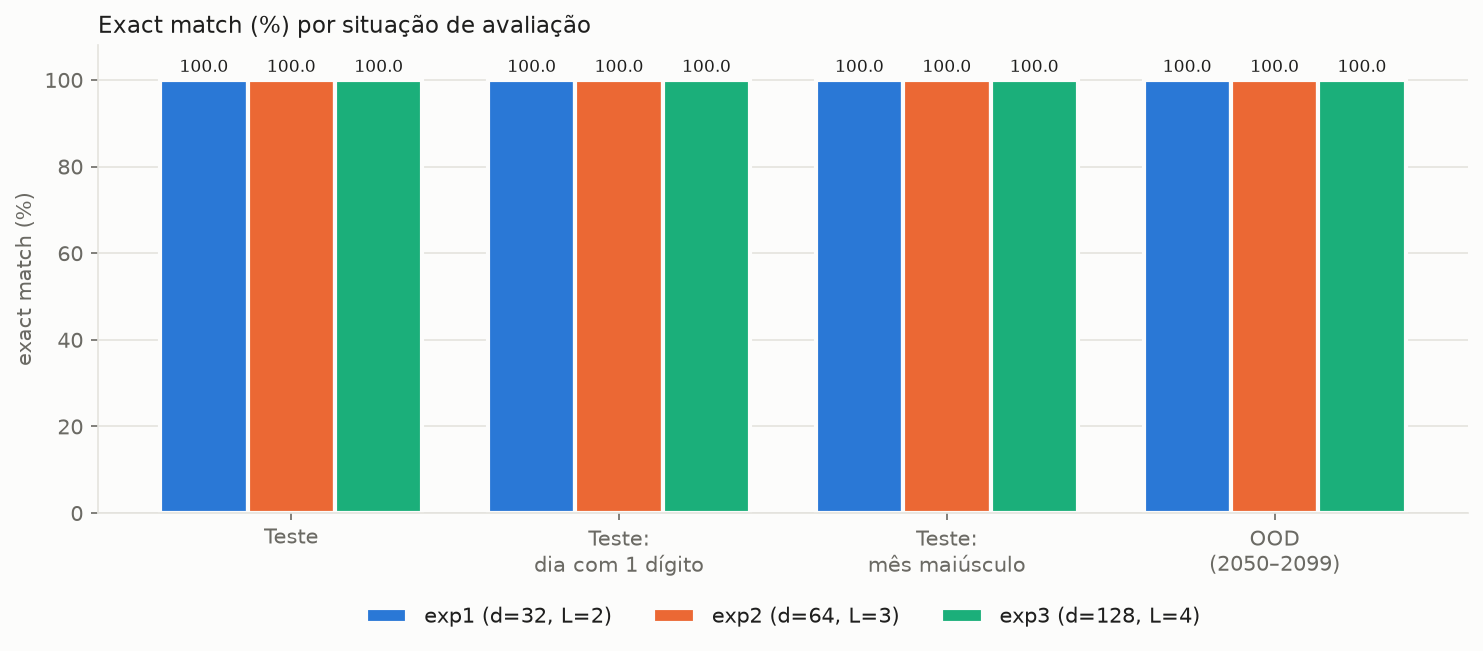 Exact match (%) por situação de avaliação
exact match (%)
100
80
60
40
20
0
100.0 100.0 100.0 100.0 100.0 100.0 100.0 100.0 100.0 100.0 100.0 100.0
Teste
Teste:
dia com 1 dígito
Teste:
mês maiúsculo
OOD
(2050–2099)
exp1 (d=32, L=2) exp2 (d=64, L=3) exp3 (d=128, L=4)